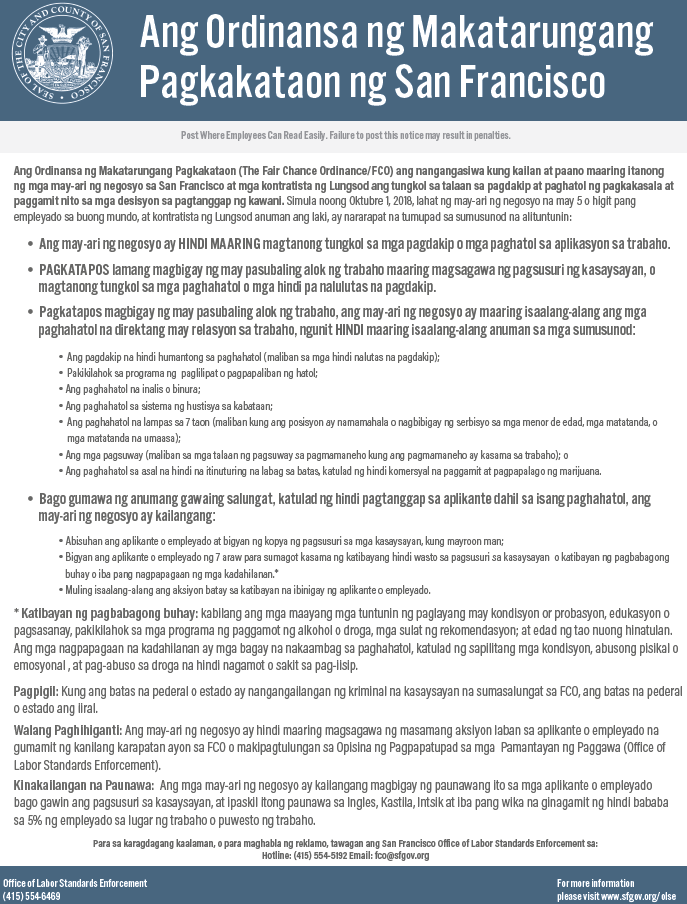 SEAL OF THE CITY AND COUNTY OF SAN FRANCISCO
Ang Ordinansa ng Makatarungang
Pagkakataon ng San Francisco
Post Where Employees Can Read Easily. Failure to post this notice may result in penalties.
Ang Ordinansa ng Makatarungang Pagkakataon (The Fair Chance Ordinance/FCO) ang nangangasiwa kung kailan at paano maaring itanong
ng mga may-ari ng negosyo sa San Francisco at mga kontratista ng Lungsod ang tungkol sa talaan sa pagdakip at paghatol ng pagkakasala at
paggamit nito sa mga desisyon sa pagtanggap ng kawani. Simula noong Oktubre 1, 2018, lahat ng may-ari ng negosyo na may 5 o higit pang
empleyado sa buong mundo, at kontratista ng Lungsod anuman ang laki, ay nararapat na tumupad sa sumusunod na alituntunin:
• Ang may-ari ng negosyo ay HINDI MAARING magtanong tungkol sa mga pagdakip o mga paghatol sa aplikasyon sa trabaho.
• PAGKATAPOS lamang magbigay ng may pasubaling alok ng trabaho maaring magsagawa ng pagsusuri ng kasaysayan, o
magtanong tungkol sa mga paghahatol o mga hindi pa nalulutas na pagdakip.
• Pagkatapos magbigay ng may pasubaling alok ng trabaho, ang may-ari ng negosyo ay maaring isaalang-alang ang mga
paghahatol na direktang may relasyon sa trabaho, ngunit HINDI maaring isaalang-alang anuman sa mga sumusunod:
• Ang pagdakip na hindi humantong sa paghahatol (maliban sa mga hindi nalutas na pagdakip);
• Pakikilahok sa programa ng paglilipat o pagpapaliban ng hatol;
• Ang paghahatol na inalis o binura;
• Ang paghahatol sa sistema ng hustisya sa kabataan;
• Ang paghahatol na lampas sa 7 taon (maliban kung ang posisyon ay namamahala o nagbibigay ng serbisyo sa mga menor de edad, mga matatanda, o
mga matatanda na umaasa);
• Ang mga pagsuway (maliban sa mga talaan ng pagsuway sa pagmamaneho kung ang pagmamaneho ay kasama sa trabaho); o
• Ang paghahatol sa asal na hindi na itinuturing na labag sa batas, katulad ng hindi komersyal na paggamit at pagpapalago ng marijuana.
• Bago gumawa ng anumang gawaing salungat, katulad ng hindi pagtanggap sa aplikante dahil sa isang paghahatol, ang
may-ari ng negosyo ay kailangang:
• Abisuhan ang aplikante o empleyado at bigyan ng kopya ng pagsusuri sa mga kasaysayan, kung mayroon man;
• Bigyan ang aplikante o empleyado ng 7 araw para sumagot kasama ng katibayang hindi wasto sa pagsusuri sa kasaysayan o katibayan ng pagbabagong
buhay o iba pang nagpapagaan ng mga kadahilanan.*
• Muling isaalang-alang ang aksiyon batay sa katibayan na ibinigay ng aplikante o empleyado.
* Katibayan ng pagbabagong buhay: kabilang ang mga maayang mga tuntunin ng paglayang may kondisyon or probasyon, edukasyon o
pagsasanay, pakikilahok sa mga programa ng paggamot ng alkohol o droga, mga sulat ng rekomendasyon; at edad ng tao nuong hinatulan.
Ang mga nagpapagaan na kadahilanan ay mga bagay na nakaambag sa paghahatol, katulad ng sapilitang mga kondisyon, abusong pisikal o
emosyonal , at pag-abuso sa droga na hindi nagamot o sakit sa pag-iisip.
Pagpigil: Kung ang batas na pederal o estado ay nangangailangan ng kriminal na kasaysayan na sumasalungat sa FCO, ang batas na pederal
o estado ang iiral.
Walang Paghihiganti: Ang may-ari ng negosyo ay hindi maaring magsagawa ng masamang aksiyon laban sa aplikante o empleyado na
gumamit ng kanilang karapatan ayon sa FCO o makipagtulungan sa Opisina ng Pagpapatupad sa mga Pamantayan ng Paggawa (Office of
Labor Standards Enforcement).
Kinakailangan na Paunawa: Ang mga may-ari ng negosyo ay kailangang magbigay ng paunawang ito sa mga aplikante o empleyado
bago gawin ang pagsusuri sa kasaysayan, at ipaskil itong paunawa sa Ingles, Kastila, Intsik at iba pang wika na ginagamit ng hindi bababa
sa 5% ng empleyado sa lugar ng trabaho o puwesto ng trabaho.
Para sa karagdagang kaalaman, o para maghabla ng reklamo, tawagan ang San Francisco Office of Labor Standards Enforcement sa:
Hotline: (415) 554-5192 Email: fco@sfgov.org
Office of Labor Standards Enforcement
(415) 554-6469
For more information
please visit www.sfgov.org/olse